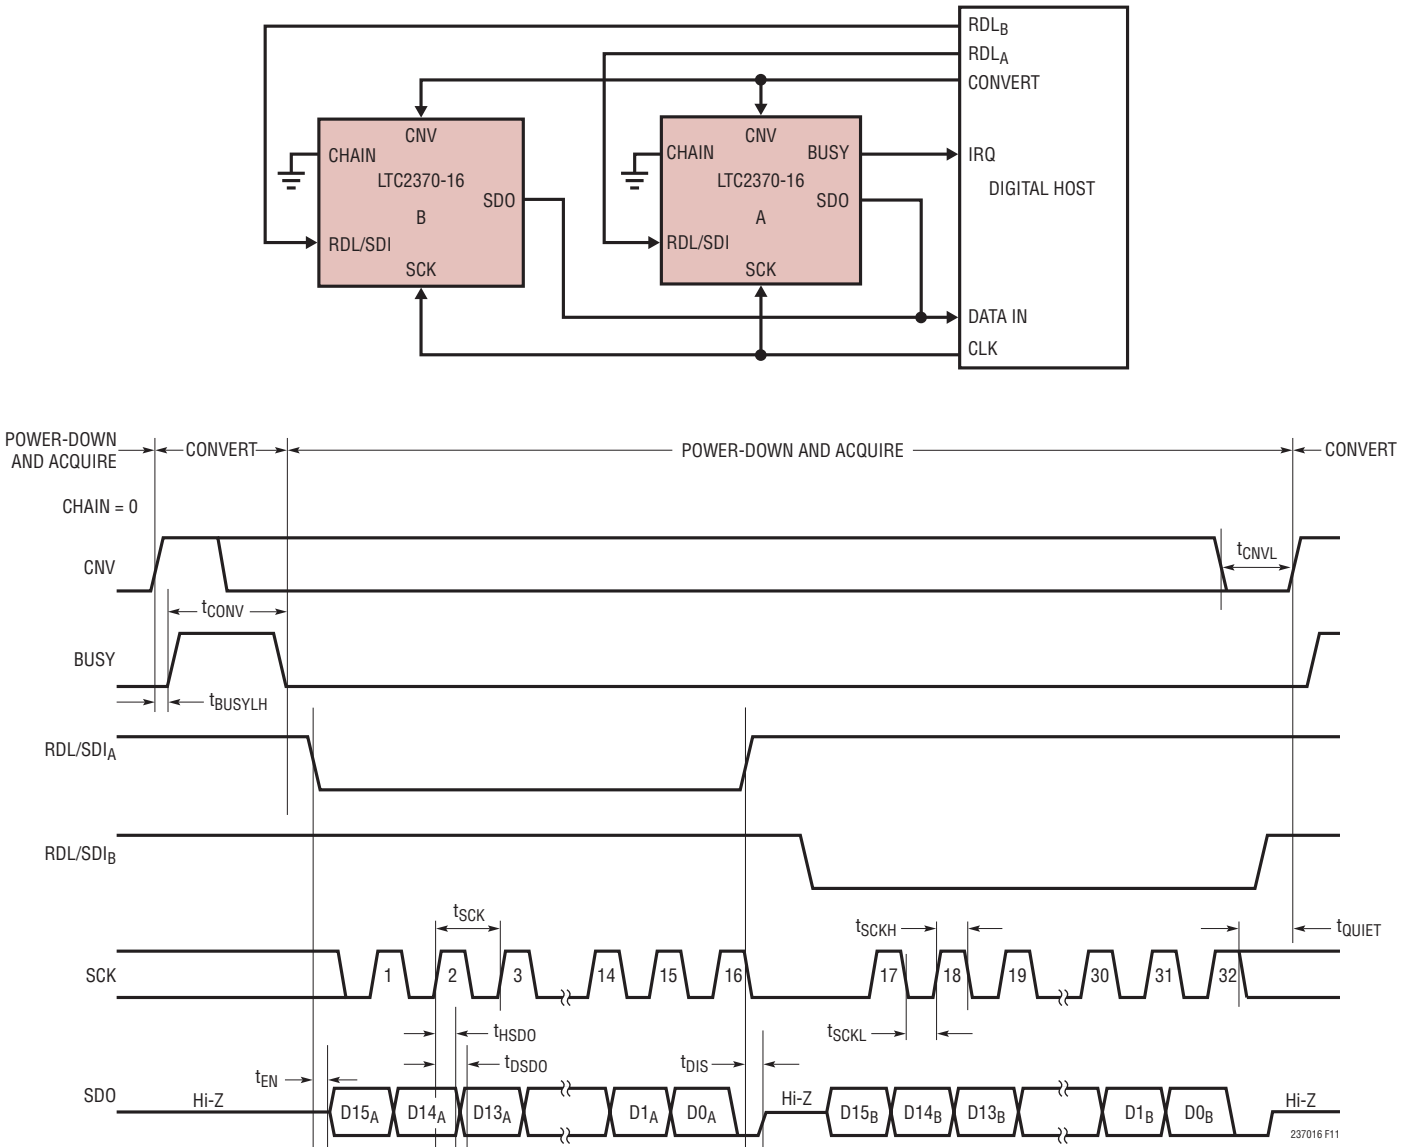 RDLB
RDLA
CONVERT
CNV
CNV
CHAIN
CHAIN
BUSY
IRQ
LTC2370-16
LTC2370-16
DIGITAL HOST
SDO
SDO
B
A
RDL/SDI
RDL/SDI
SCK
SCK
DATA IN
CLK
POWER-DOWN
AND ACQUIRE
CONVERT
POWER-DOWN AND ACQUIRE
CONVERT
CHAIN = 0
CNV
tCNVL
tCONV
BUSY
tBUSYLH
RDL/SDIA
RDL/SDIB
tSCK
tSCKH
tQUIET
SCK
1 2 3 14 15 16 17 18 19 30 31 32
tHSDO
tSCKL
tDSDO
tDIS
tEN
SDO
Hi-Z
D15A D14A D13A D1A D0A
Hi-Z
D15B D14B D13B D1B D0B
Hi-Z
237016 F11